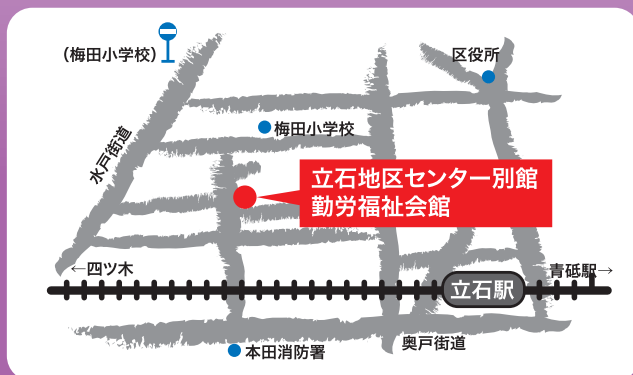 (梅田小学校)
区役所
梅田小学校
水戸街道
立石地区センター別館
勤労福祉会館
←四ツ木
青砥駅→
立石駅
奥戸街道
本田消防署